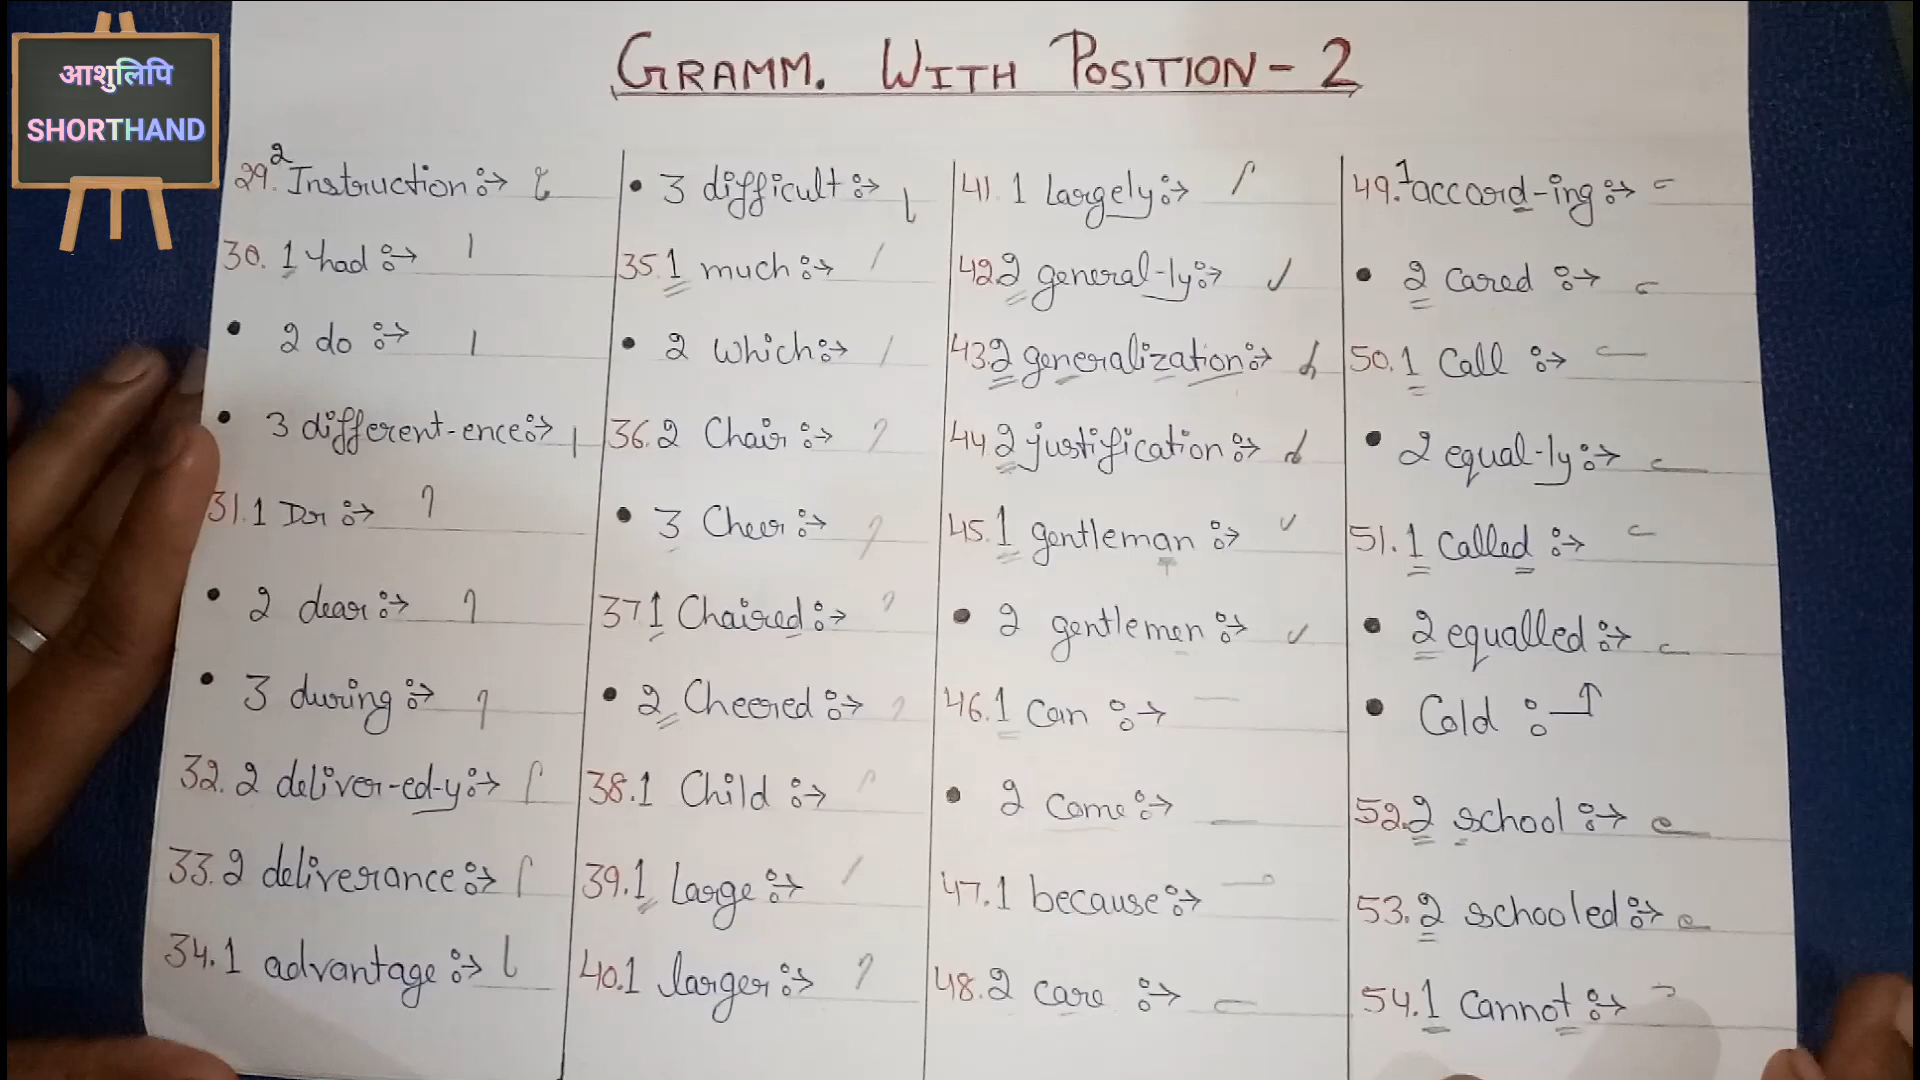 आशुलिपि
SHORTHAND
GRAMM. WITH POSITION-2
29. 2 Instruction :→
30. 1 had :→
• 2 do :→
• 3 different-ence :→
31. 1 Dr :→
• 2 dear :→
• 3 during :→
32. 2 deliver-ed-y :→
33. 2 deliverance :→
34. 1 advantage :→
• 3 difficult :→
35. 1 much :→
• 2 which :→
36. 2 Chair :→
• 3 Cheer :→
37 1 Chaired :→
• 2 Cheered :→
38. 1 Child :→
39. 1 Large :→
40. 1 larger :→
41. 1 Largely :→
42. 2 general-ly :→
43. 2 generalization :→
44. 2 justification :→
45. 1 gentleman :→
• 2 gentlemen :→
46. 1 Can :→
• 2 Come :→
47. 1 because :→
48. 2 care :→
49. 1 accord-ing :→
• 2 cared :→
50. 1 Call :→
• 2 equal-ly :→
51. 1 Called :→
• 2 equalled :→
• Cold :→
52. 2 school :→
53. 2 schooled :→
54. 1 Cannot :→